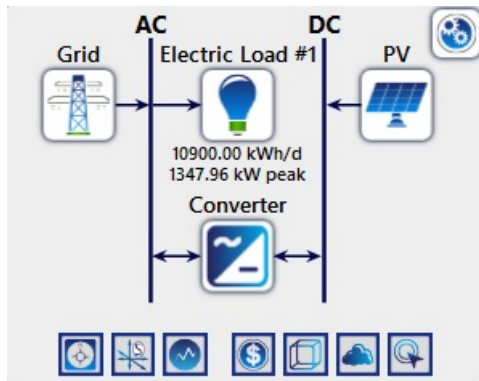 AC
DC
Grid
Electric Load #1
PV
10900.00 kWh/d
1347.96 kW peak
Converter